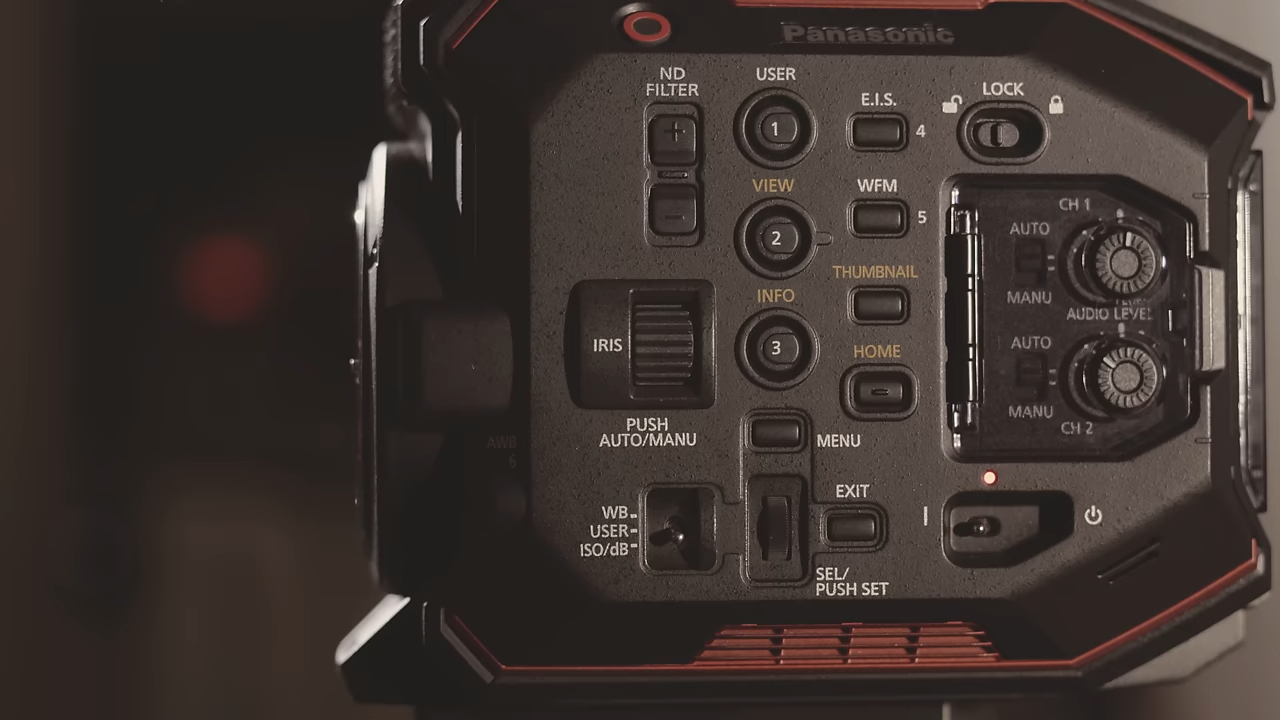 Panasonic
ND
FILTER
USER
E.I.S.
LOCK
+
1
4
VIEW
WFM
CH 1
−
2
5
AUTO
THUMBNAIL
INFO
MANU
AUDIO LEVEL
IRIS
3
HOME
AUTO
MANU
CH 2
PUSH
AUTO/MANU
MENU
AWB
6
EXIT
WB
USER
ISO/dB
I
SEL/
PUSH SET